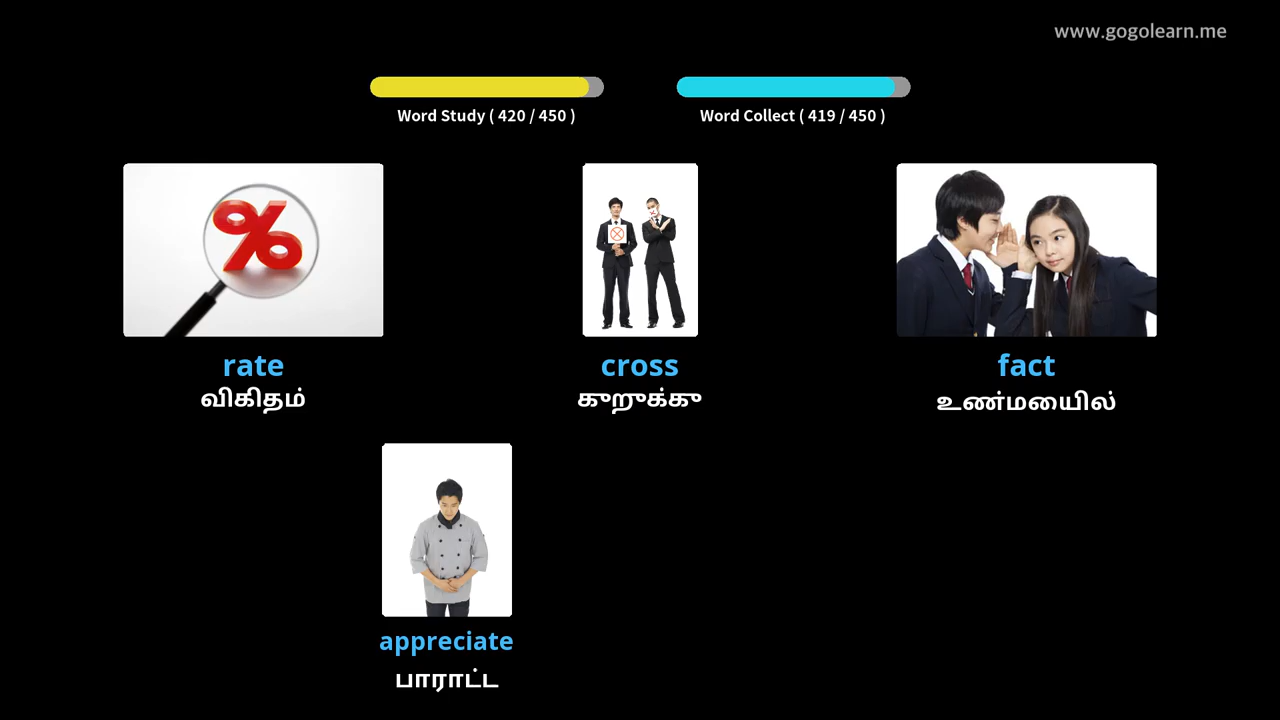 www.gogolearn.me
Word Study ( 420 / 450 )
Word Collect ( 419 / 450 )
%
rate
விகிதம்
cross
குறுக்கு
fact
உண்மையில்
appreciate
பாராட்ட